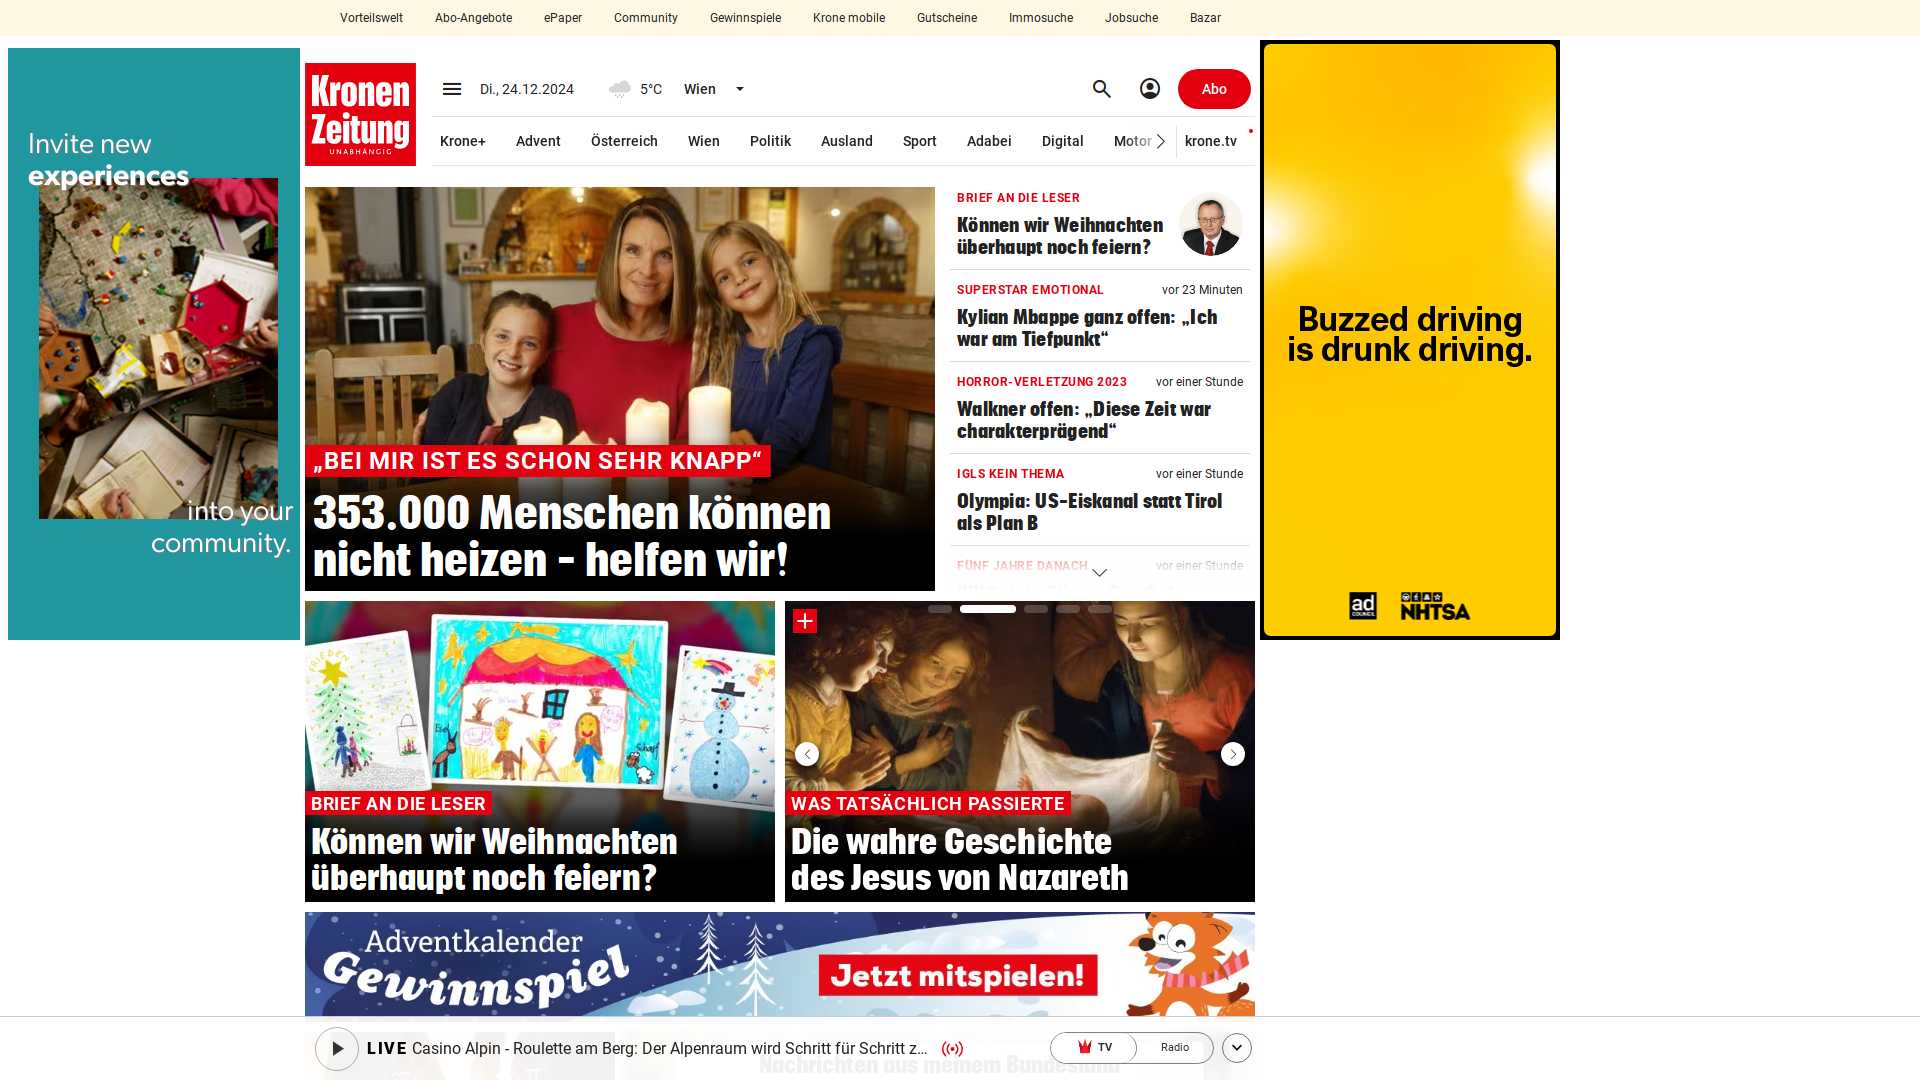 Vorteilswelt Abo-Angebote ePaper Community Gewinnspiele Krone mobile Gutscheine Immosuche Jobsuche Bazar
Invite new
experiences
into your
community.
Kronen
Zeitung
UNABHÄNGIG
Di., 24.12.2024 5°C Wien Abo
Krone+ Advent Österreich Wien Politik Ausland Sport Adabei Digital Motor krone.tv
„BEI MIR IST ES SCHON SEHR KNAPP“
353.000 Menschen können
nicht heizen – helfen wir!
BRIEF AN DIE LESER
Können wir Weihnachten
überhaupt noch feiern?
SUPERSTAR EMOTIONAL vor 23 Minuten
Kylian Mbappe ganz offen: „Ich
war am Tiefpunkt“
HORROR-VERLETZUNG 2023 vor einer Stunde
Walkner offen: „Diese Zeit war
charakterprägend“
IGLS KEIN THEMA vor einer Stunde
Olympia: US-Eiskanal statt Tirol
als Plan B
FÜNF JAHRE DANACH vor einer Stunde
Buzzed driving
is drunk driving.
ad
COUNCIL
NHTSA
FRIEDEN
Esel
Schaf
BRIEF AN DIE LESER
Können wir Weihnachten
überhaupt noch feiern?
WAS TATSÄCHLICH PASSIERTE
Die wahre Geschichte
des Jesus von Nazareth
Adventkalender
Gewinnspiel
Jetzt mitspielen!
LIVE Casino Alpin - Roulette am Berg: Der Alpenraum wird Schritt für Schritt z...
TV Radio
Nachrichten aus meinem Bundesland